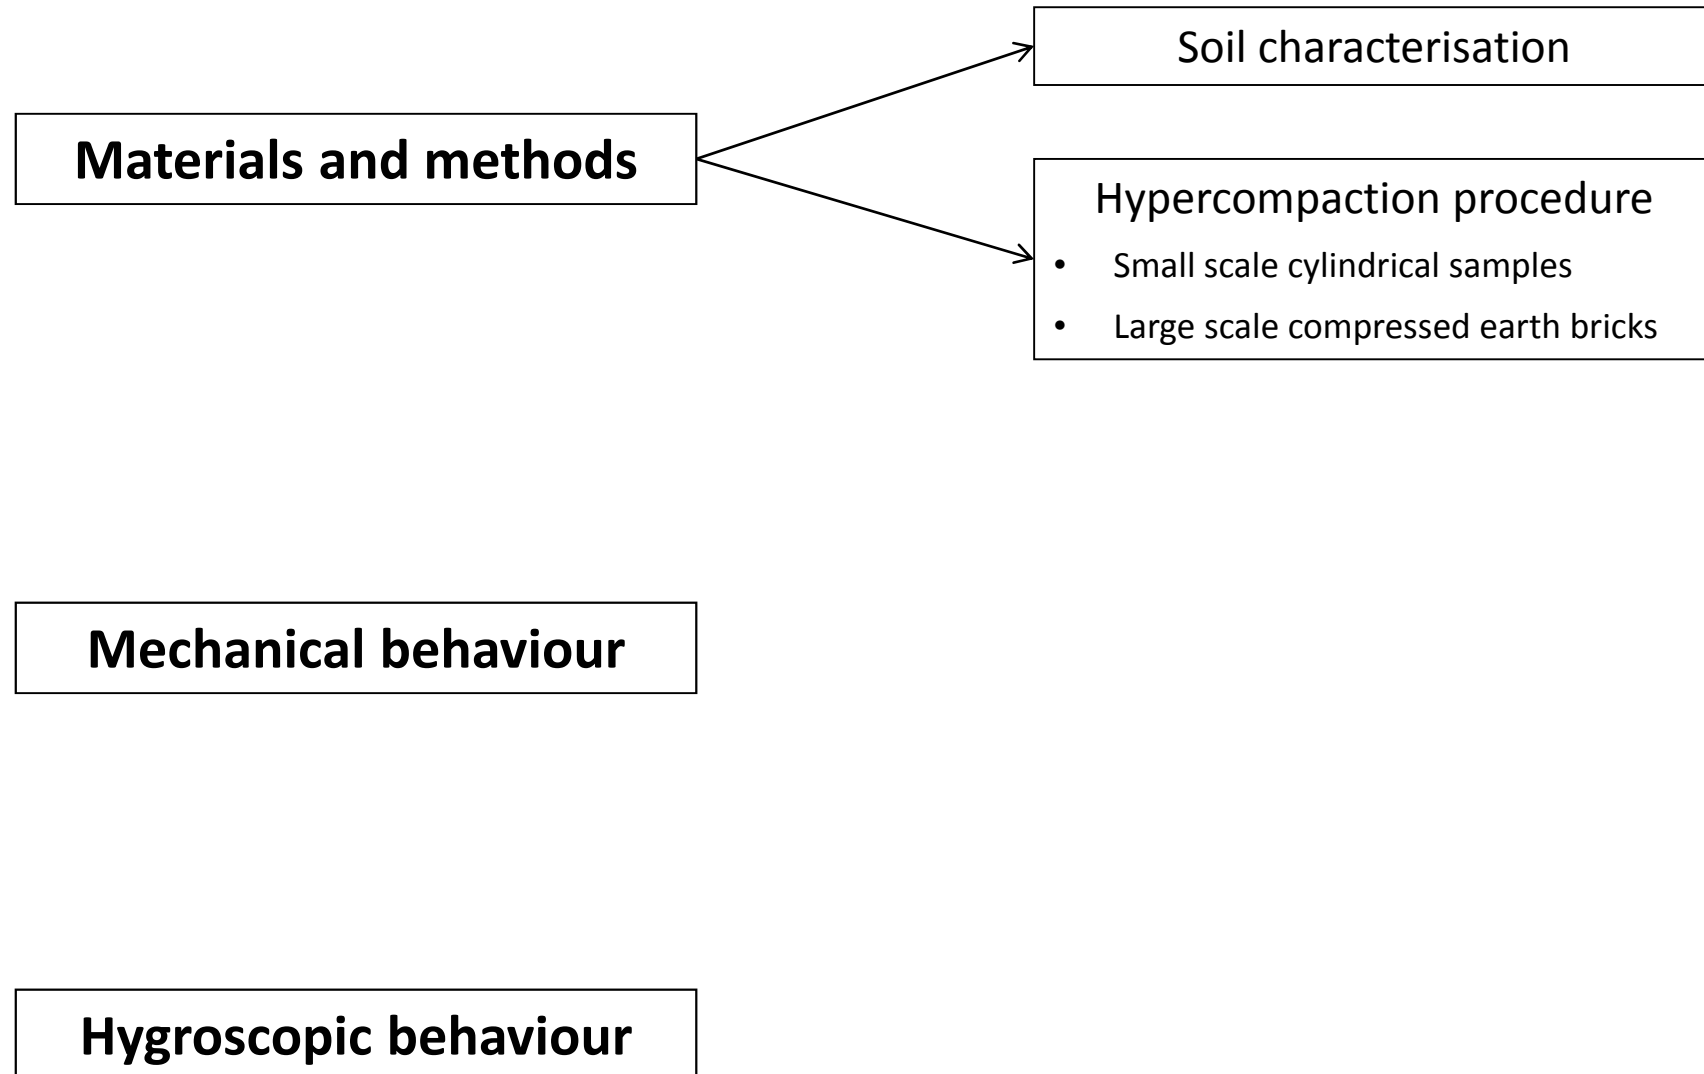 Soil characterisation
Materials and methods
Hypercompaction procedure
• Small scale cylindrical samples
• Large scale compressed earth bricks
Mechanical behaviour
Hygroscopic behaviour